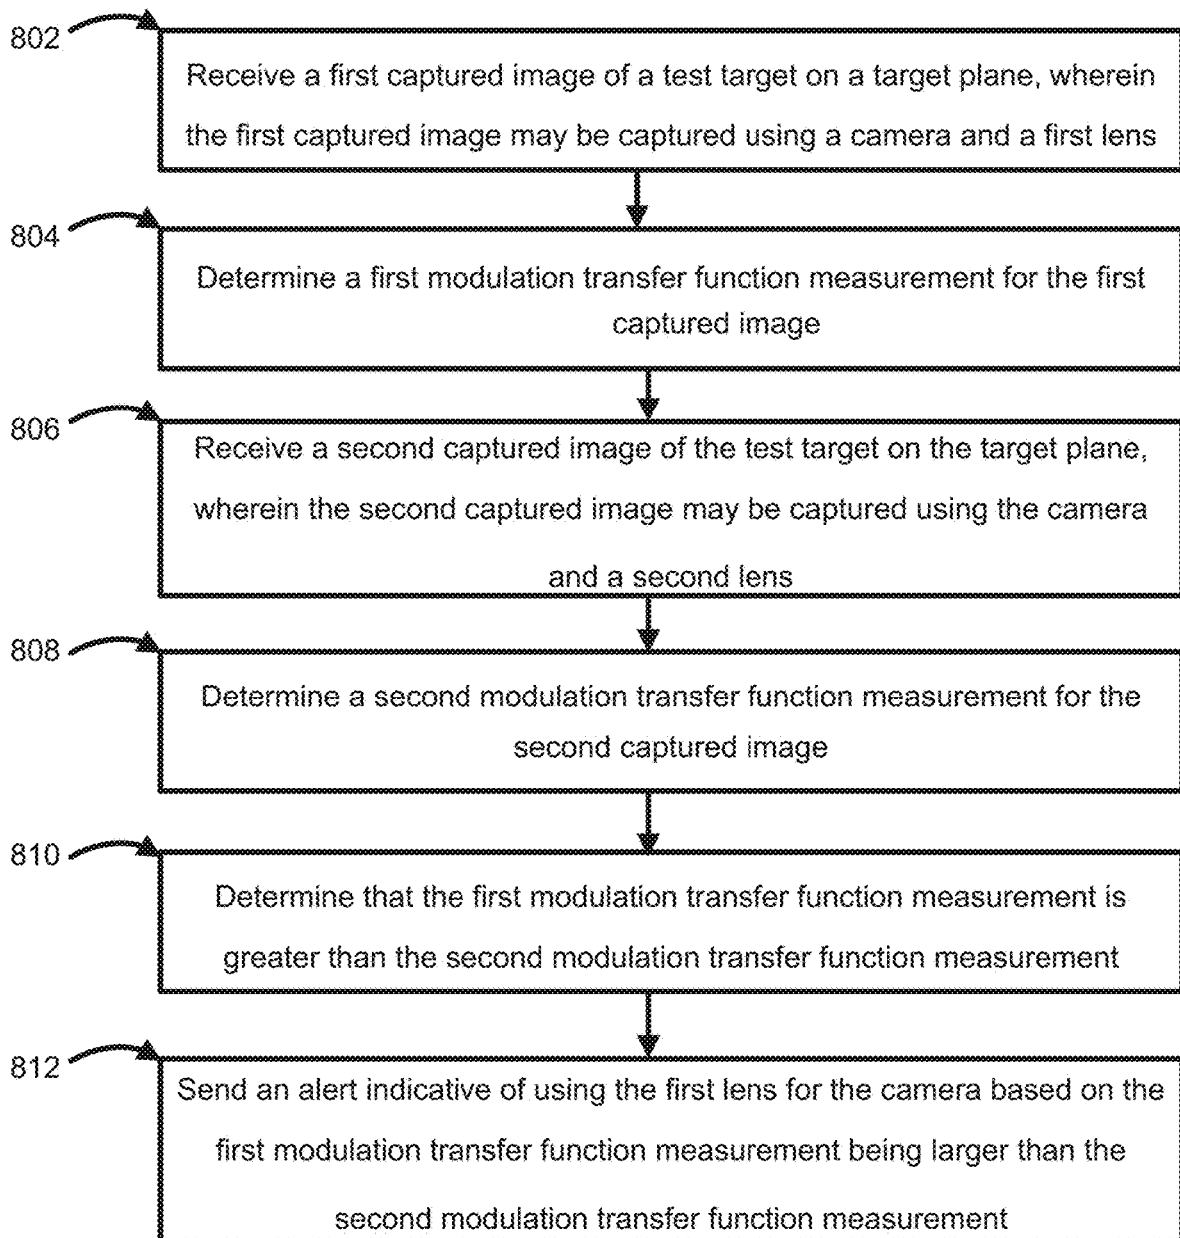 802
Receive a first captured image of a test target on a target plane, wherein
the first captured image may be captured using a camera and a first lens
804
Determine a first modulation transfer function measurement for the first
captured image
806
Receive a second captured image of the test target on the target plane,
wherein the second captured image may be captured using the camera
and a second lens
808
Determine a second modulation transfer function measurement for the
second captured image
810
Determine that the first modulation transfer function measurement is
greater than the second modulation transfer function measurement
812
Send an alert indicative of using the first lens for the camera based on the
first modulation transfer function measurement being larger than the
second modulation transfer function measurement